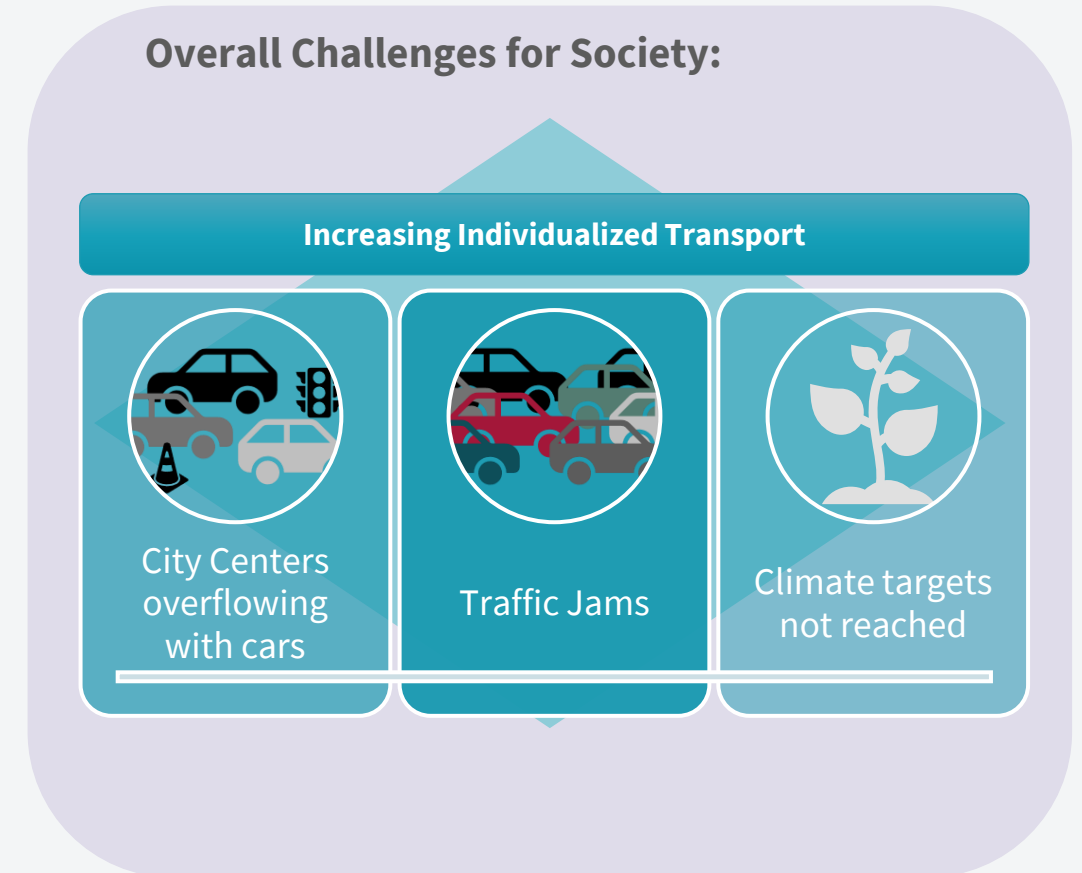 Overall Challenges for Society:
Increasing Individualized Transport
City Centers
overflowing
with cars
Traffic Jams
Climate targets
not reached